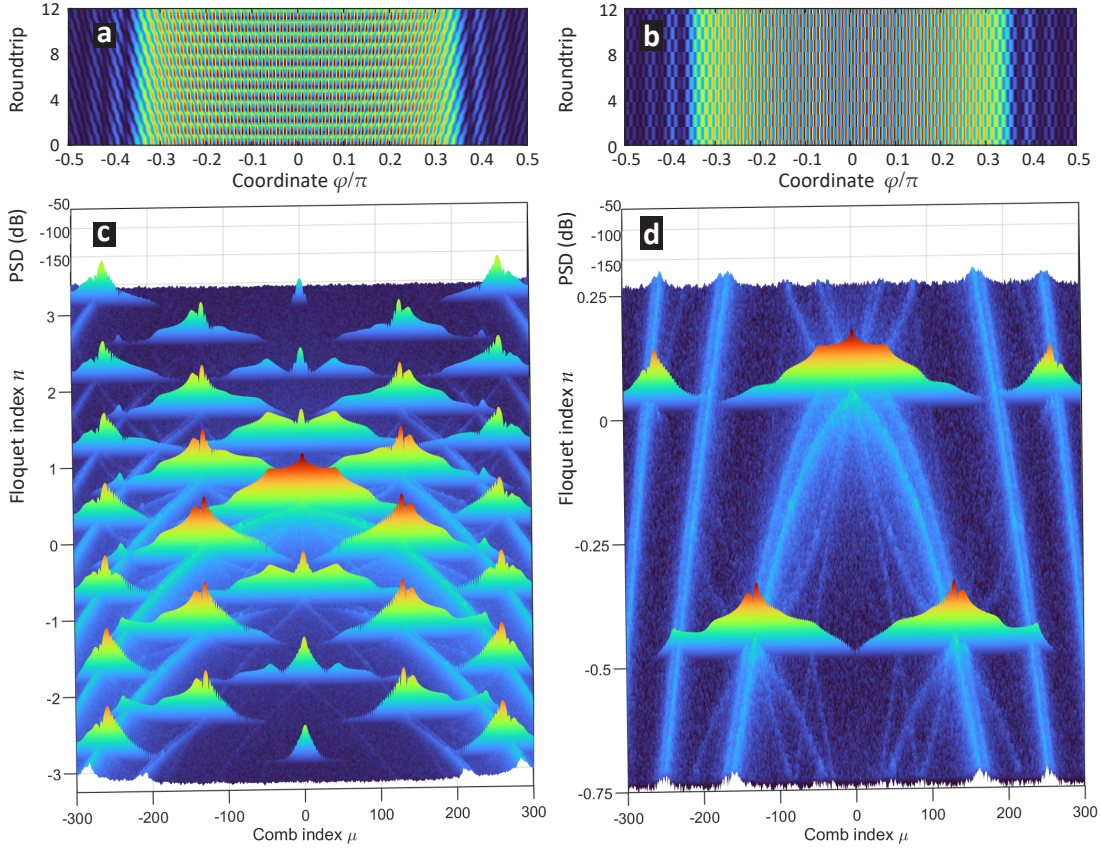 a
Roundtrip
12
8
4
0
-0.5 -0.4 -0.3 -0.2 -0.1 0 0.1 0.2 0.3 0.4 0.5
Coordinate φ/π
b
Roundtrip
12
8
4
0
-0.5 -0.4 -0.3 -0.2 -0.1 0 0.1 0.2 0.3 0.4 0.5
Coordinate φ/π
c
PSD (dB)
-50
-100
-150
Floquet index n
3
2
1
0
-1
-2
-3
-300 -200 -100 0 100 200 300
Comb index μ
d
PSD (dB)
-50
-100
-150
Floquet index n
0.25
0
-0.25
-0.5
-0.75
-300 -200 -100 0 100 200 300
Comb index μ